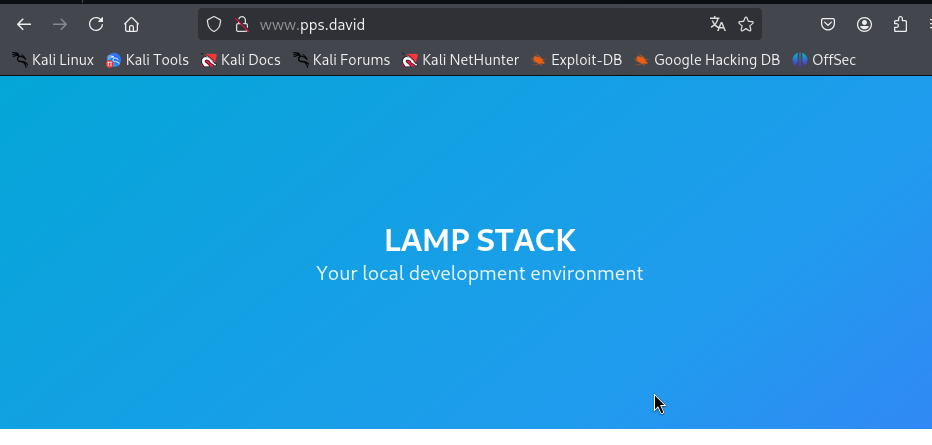 www.pps.david
Kali Linux Kali Tools Kali Docs Kali Forums Kali NetHunter Exploit-DB Google Hacking DB OffSec
LAMP STACK
Your local development environment